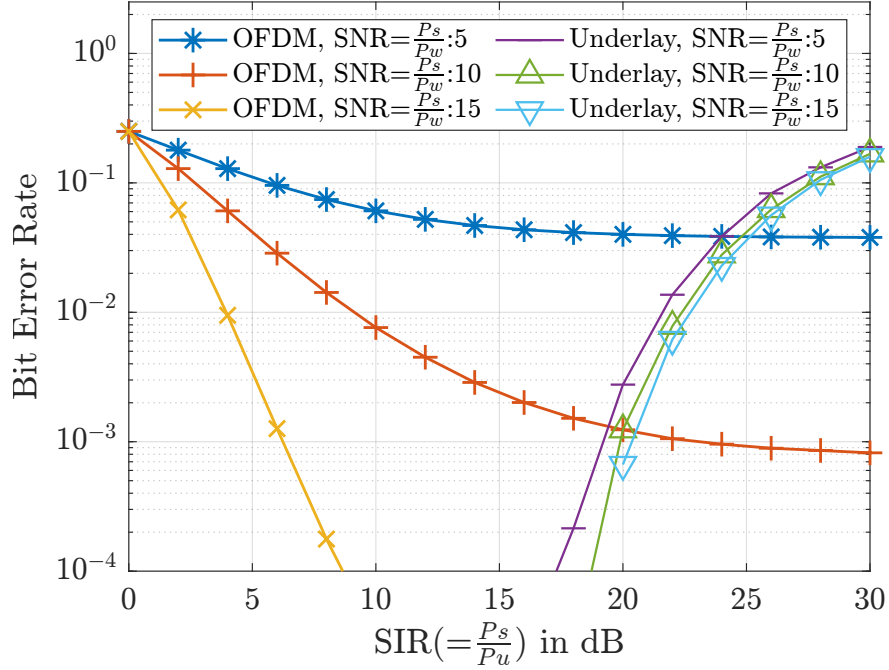 10^0
10^-1
10^-2
10^-3
10^-4
Bit Error Rate
OFDM, SNR=Ps/Pw:5
OFDM, SNR=Ps/Pw:10
OFDM, SNR=Ps/Pw:15
Underlay, SNR=Ps/Pw:5
Underlay, SNR=Ps/Pw:10
Underlay, SNR=Ps/Pw:15
0 5 10 15 20 25 30
SIR(=Ps/Pu) in dB